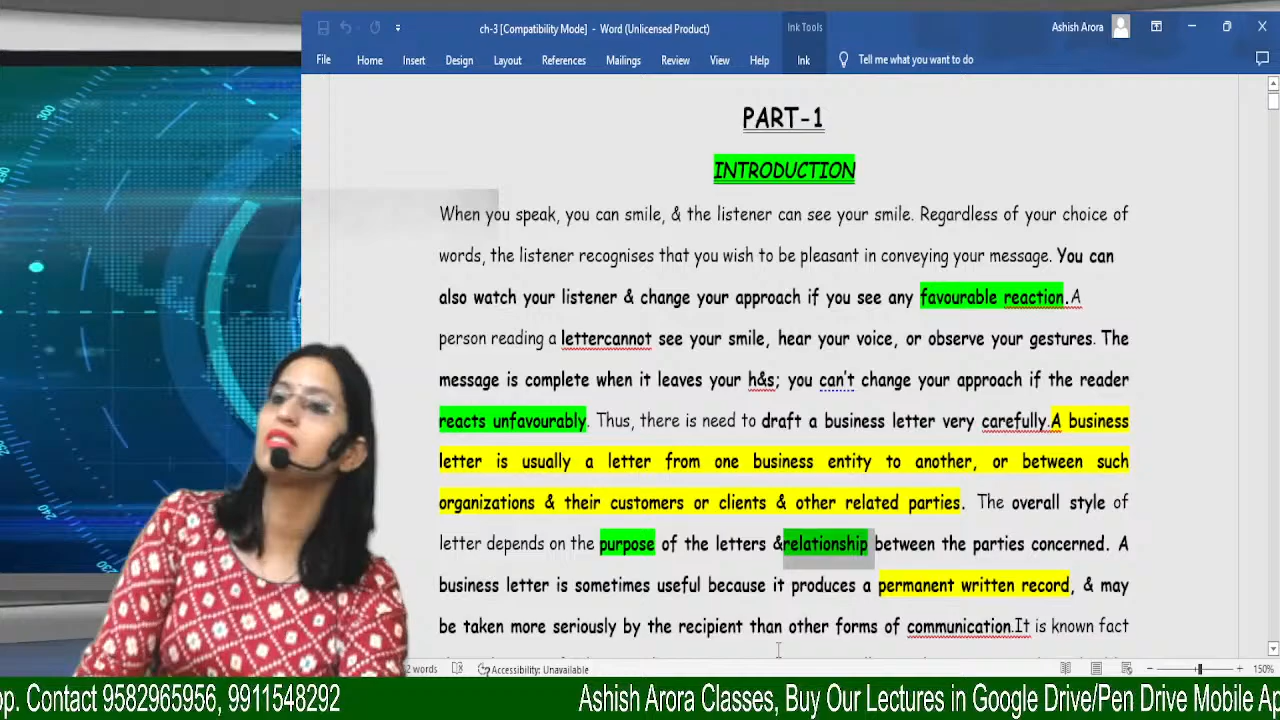 ch-3 [Compatibility Mode] - Word (Unlicensed Product)
Ink Tools
Ashish Arora
File Home Insert Design Layout References Mailings Review View Help Ink Tell me what you want to do
PART-1
INTRODUCTION
When you speak, you can smile, & the listener can see your smile. Regardless of your choice of
words, the listener recognises that you wish to be pleasant in conveying your message. You can
also watch your listener & change your approach if you see any favourable reaction. A
person reading a lettercannot see your smile, hear your voice, or observe your gestures. The
message is complete when it leaves your h&s; you can't change your approach if the reader
reacts unfavourably. Thus, there is need to draft a business letter very carefully.A business
letter is usually a letter from one business entity to another, or between such
organizations & their customers or clients & other related parties. The overall style of
letter depends on the purpose of the letters &relationship between the parties concerned. A
business letter is sometimes useful because it produces a permanent written record, & may
be taken more seriously by the recipient than other forms of communication.It is known fact
2 words
Accessibility: Unavailable
150%
pp. Contact 9582965956, 9911548292
Ashish Arora Classes, Buy Our Lectures in Google Drive/Pen Drive Mobile Ap